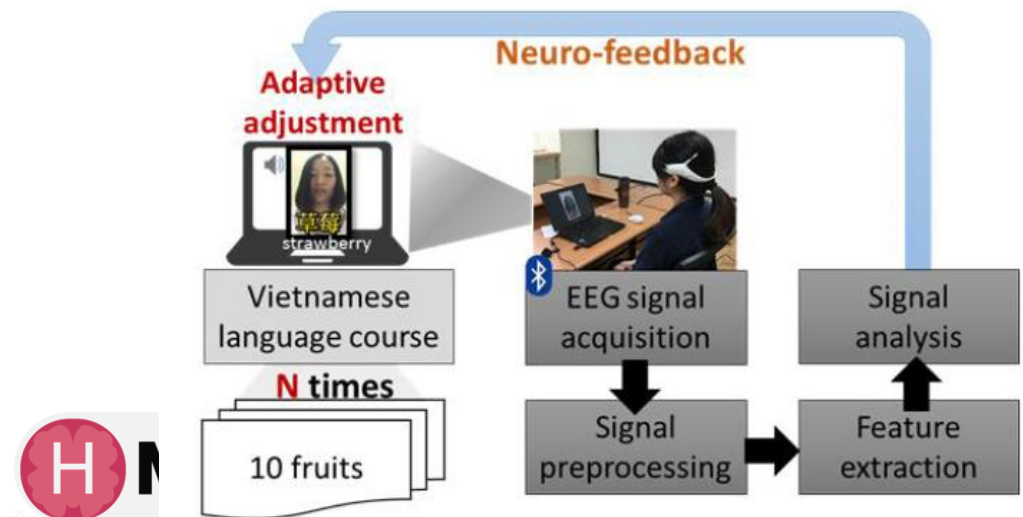 Neuro-feedback
Adaptive
adjustment
草莓
strawberry
Vietnamese
language course
EEG signal
acquisition
Signal
analysis
N times
10 fruits
Signal
preprocessing
Feature
extraction
H